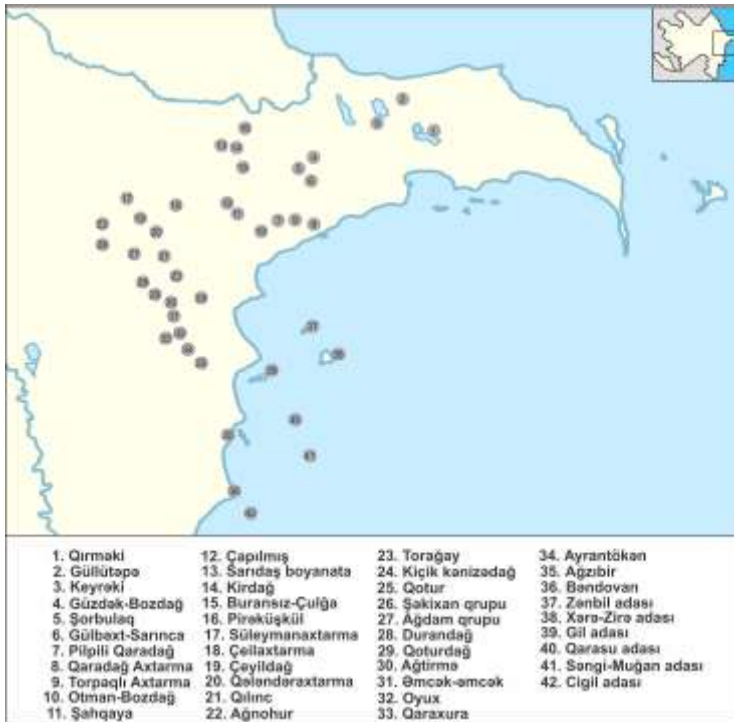 1. Qırməki
2. Güllütəpə
3. Keyrəki
4. Güzdək-Bozdağ
5. Şorbulaq
6. Gülbəxt-Sarınca
7. Pilpili Qaradağ
8. Qaradağ Axtarma
9. Torpaqlı Axtarma
10. Otman-Bozdağ
11. Şahqaya
12. Çapılmış
13. Sarıdaş boyanata
14. Kirdağ
15. Buransız-Çulğa
16. Pirəküşkül
17. Süleymanaxtarma
18. Çeilaxtarma
19. Çeyildağ
20. Qələndəraxtarma
21. Qılınc
22. Ağnohur
23. Torağay
24. Kiçik kənizədağ
25. Qotur
26. Şəkixan qrupu
27. Ağdam qrupu
28. Durandağ
29. Qoturdağ
30. Ağtirmə
31. Əmcək-əmcək
32. Oyux
33. Qaraxura
34. Ayrantökən
35. Ağzıbir
36. Bəndovan
37. Zənbil adası
38. Xərə-Zirə adası
39. Gil adası
40. Qarasu adası
41. Səngi-Muğan adası
42. Cigil adası